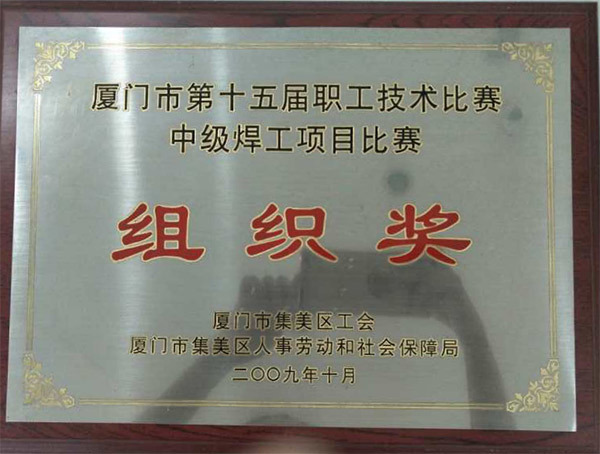 厦门市第十五届职工技术比赛
中级焊工项目比赛
组织奖
厦门市集美区工会
厦门市集美区人事劳动和社会保障局
二〇〇九年十月